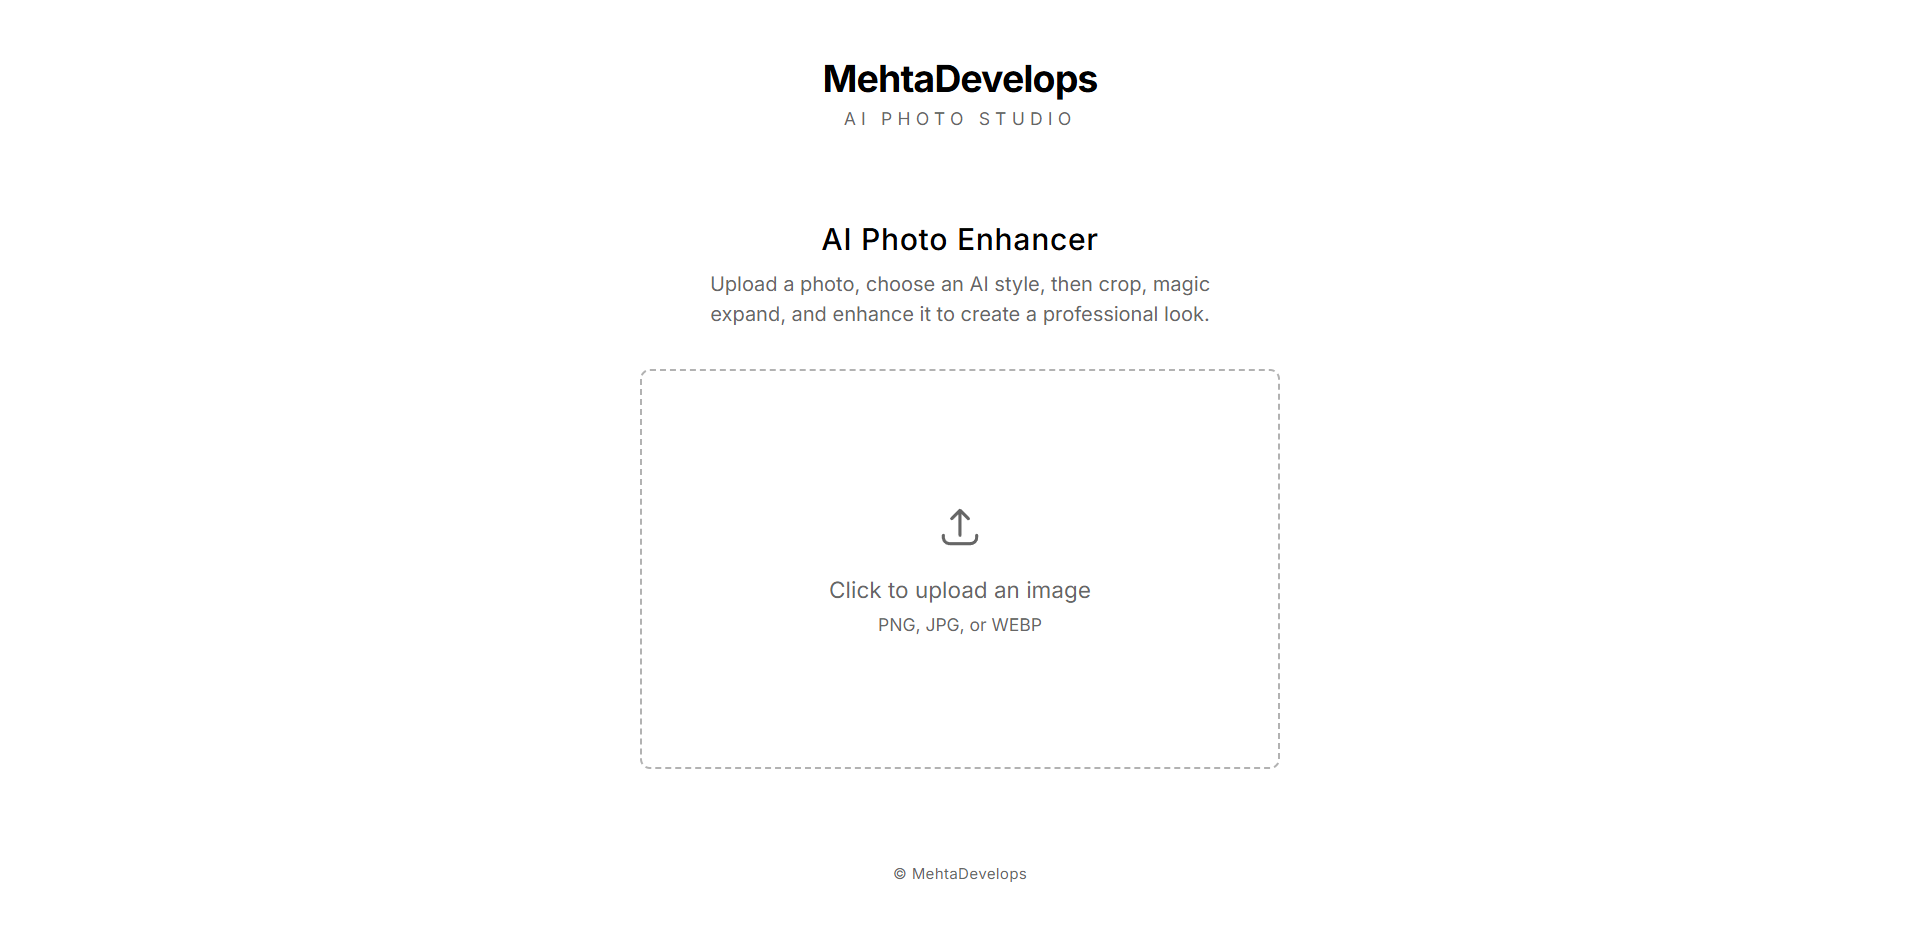 MehtaDevelops
AI PHOTO STUDIO
AI Photo Enhancer
Upload a photo, choose an AI style, then crop, magic
expand, and enhance it to create a professional look.
Click to upload an image
PNG, JPG, or WEBP
© MehtaDevelops